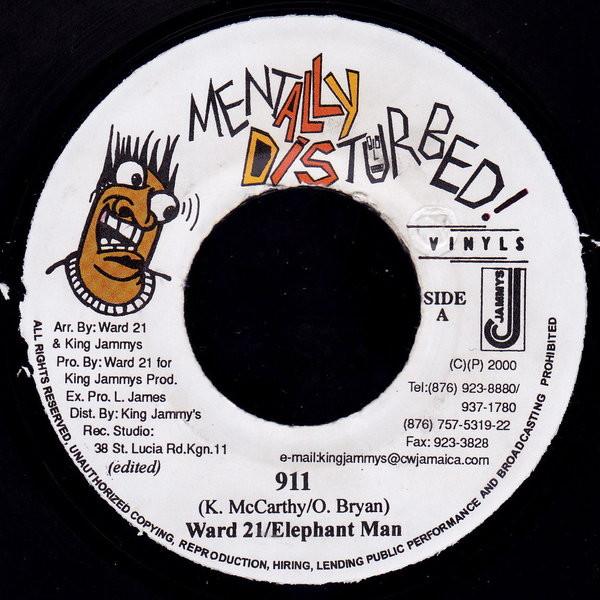 MENTALLY
DISTURBED!
VINYLS
SIDE
A
JAMMYS
Arr. By: Ward 21
& King Jammys
Pro. By: Ward 21 for
King Jammys Prod.
Ex. Pro. L. James
Dist. By: King Jammy's
Rec. Studio:
38 St. Lucia Rd.Kgn.11
(edited)
(C)(P) 2000
Tel:(876) 923-8880/
937-1780
(876) 757-5319-22
Fax: 923-3828
e-mail:kingjammys@cwjamaica.com
911
(K. McCarthy/O. Bryan)
Ward 21/Elephant Man
ALL RIGHTS RESERVED, UNAUTHORIZED COPYING, REPRODUCTION, HIRING, LENDING PUBLIC PERFORMANCE AND BROADCASTING PROHIBITED